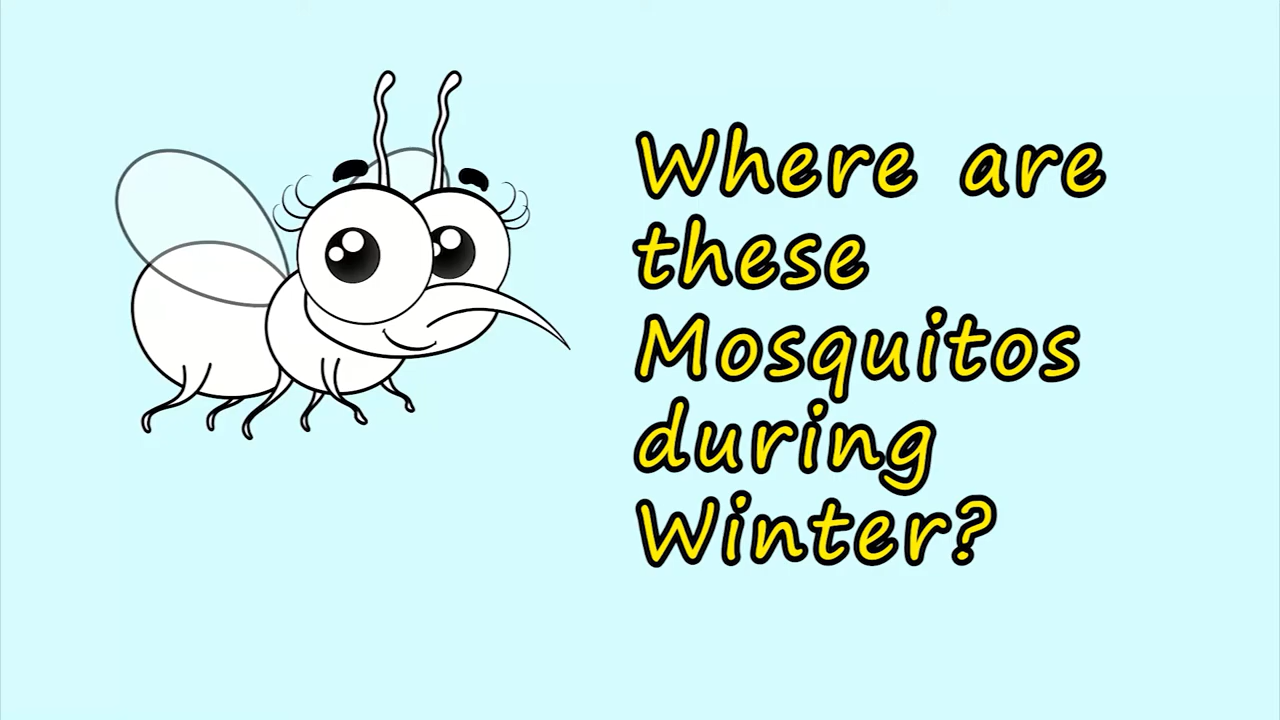 Where are
these
Mosquitos
during
Winter?